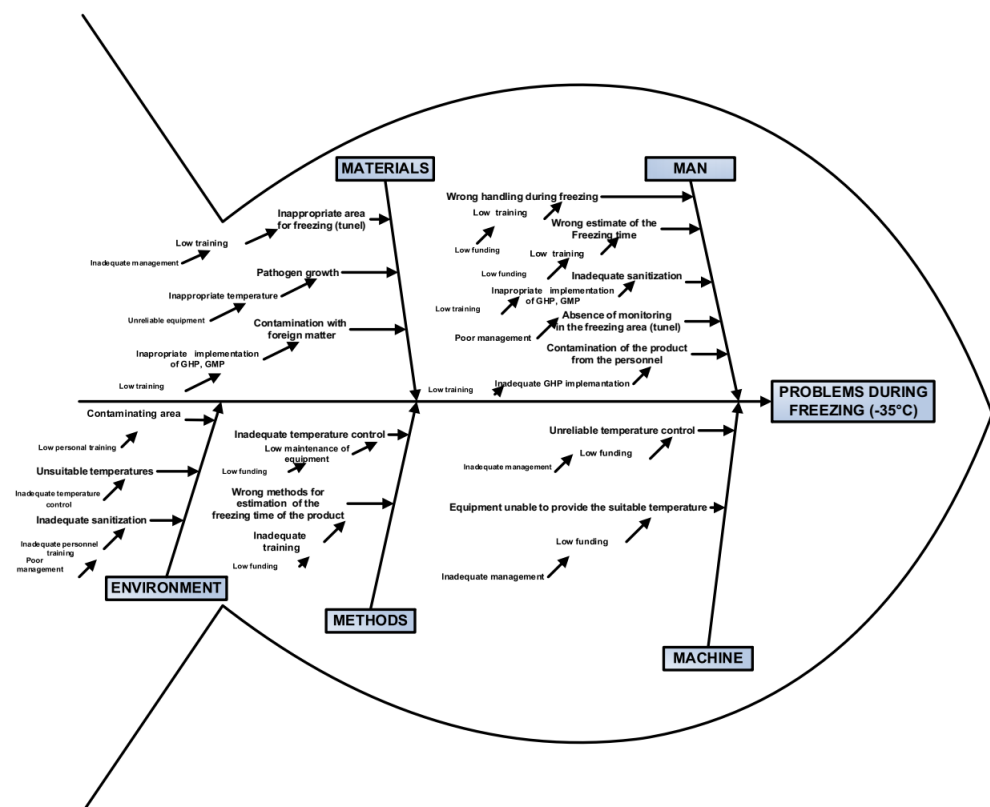 MATERIALS
MAN
Wrong handling during freezing
Low training
Low funding
Wrong estimate of the
Freezing time
Low training
Low funding
Inadequate sanitization
Inapropriate implementation
of GHP, GMP
Low training
Absence of monitoring
in the freezing area (tunel)
Poor management
Contamination of the product
from the personnel
Inadequate GHP implemantation
Low training
Inappropriate area
for freezing (tunel)
Low training
Inadequate management
Pathogen growth
Inappropriate temperature
Unreliable equipment
Contamination with
foreign matter
Inapropriate implementation
of GHP, GMP
Low training
PROBLEMS DURING
FREEZING (-35°C)
Contaminating area
Low personal training
Unsuitable temperatures
Inadequate temperature
control
Inadequate sanitization
Inadequate personnel
training
Poor
management
ENVIRONMENT
Inadequate temperature control
Low maintenance of
equipment
Low funding
Wrong methods for
estimation of the
freezing time of the product
Inadequate
training
Low funding
METHODS
Unreliable temperature control
Low funding
Inadequate management
Equipment unable to provide the suitable temperature
Low funding
Inadequate management
MACHINE